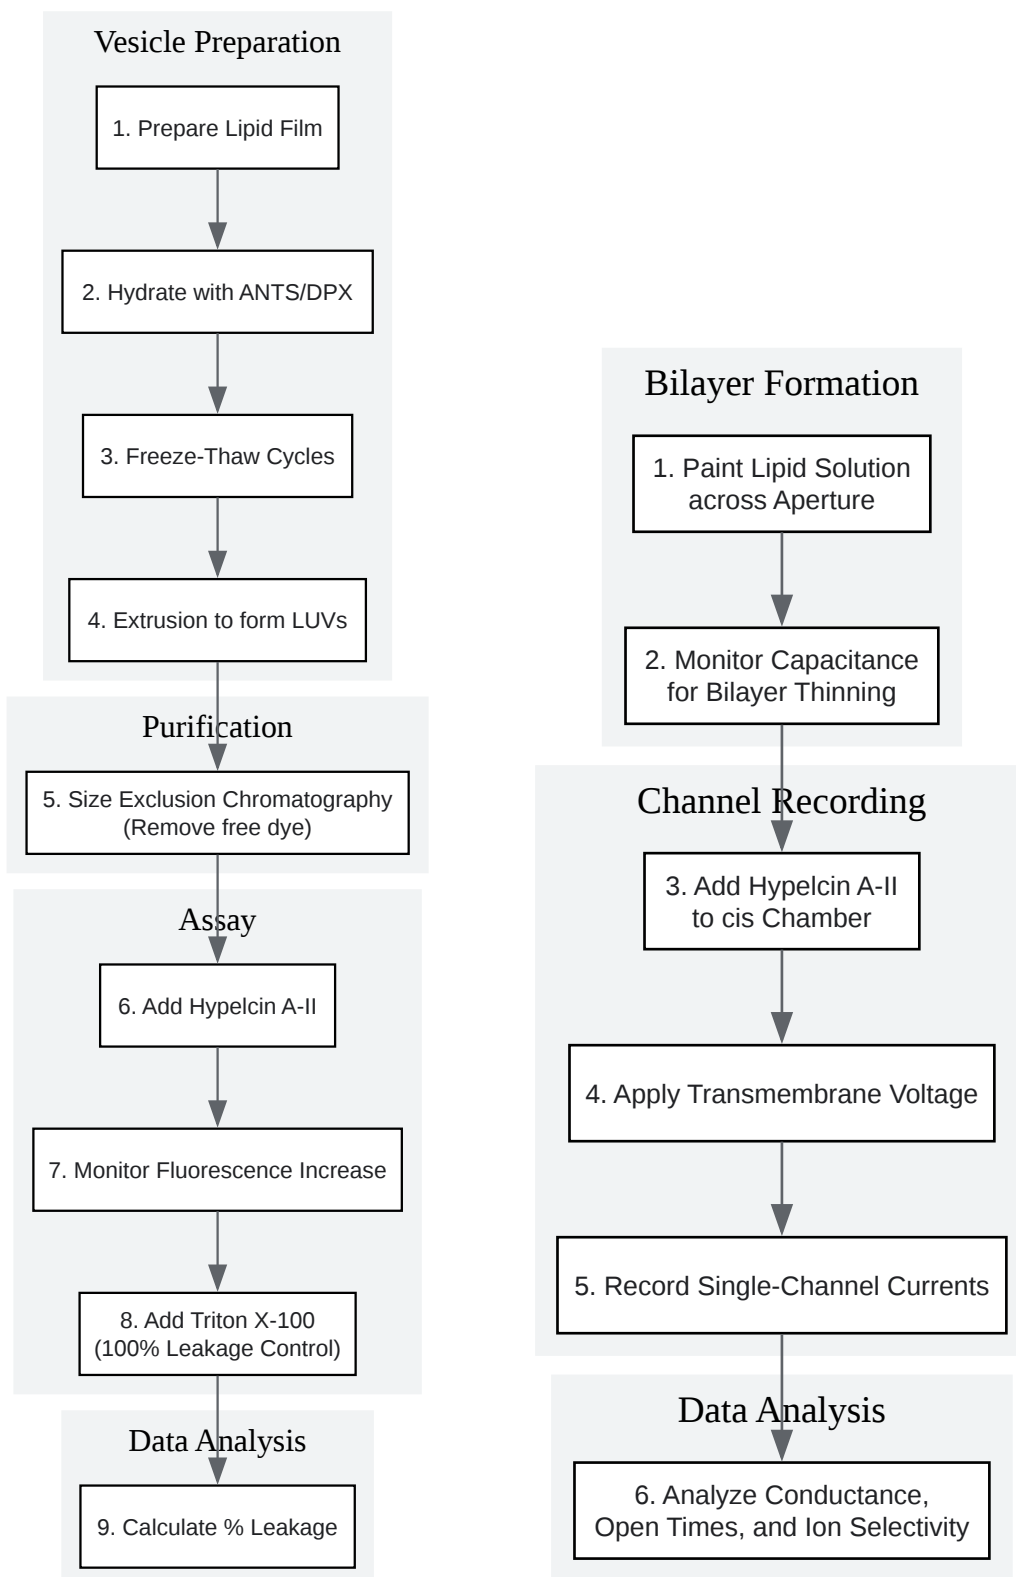 Vesicle Preparation
1. Prepare Lipid Film
2. Hydrate with ANTS/DPX
3. Freeze-Thaw Cycles
4. Extrusion to form LUVs
Purification
5. Size Exclusion Chromatography
(Remove free dye)
Assay
6. Add Hypelcin A-II
7. Monitor Fluorescence Increase
8. Add Triton X-100
(100% Leakage Control)
Data Analysis
9. Calculate % Leakage
Bilayer Formation
1. Paint Lipid Solution
across Aperture
2. Monitor Capacitance
for Bilayer Thinning
Channel Recording
3. Add Hypelcin A-II
to cis Chamber
4. Apply Transmembrane Voltage
5. Record Single-Channel Currents
Data Analysis
6. Analyze Conductance,
Open Times, and Ion Selectivity